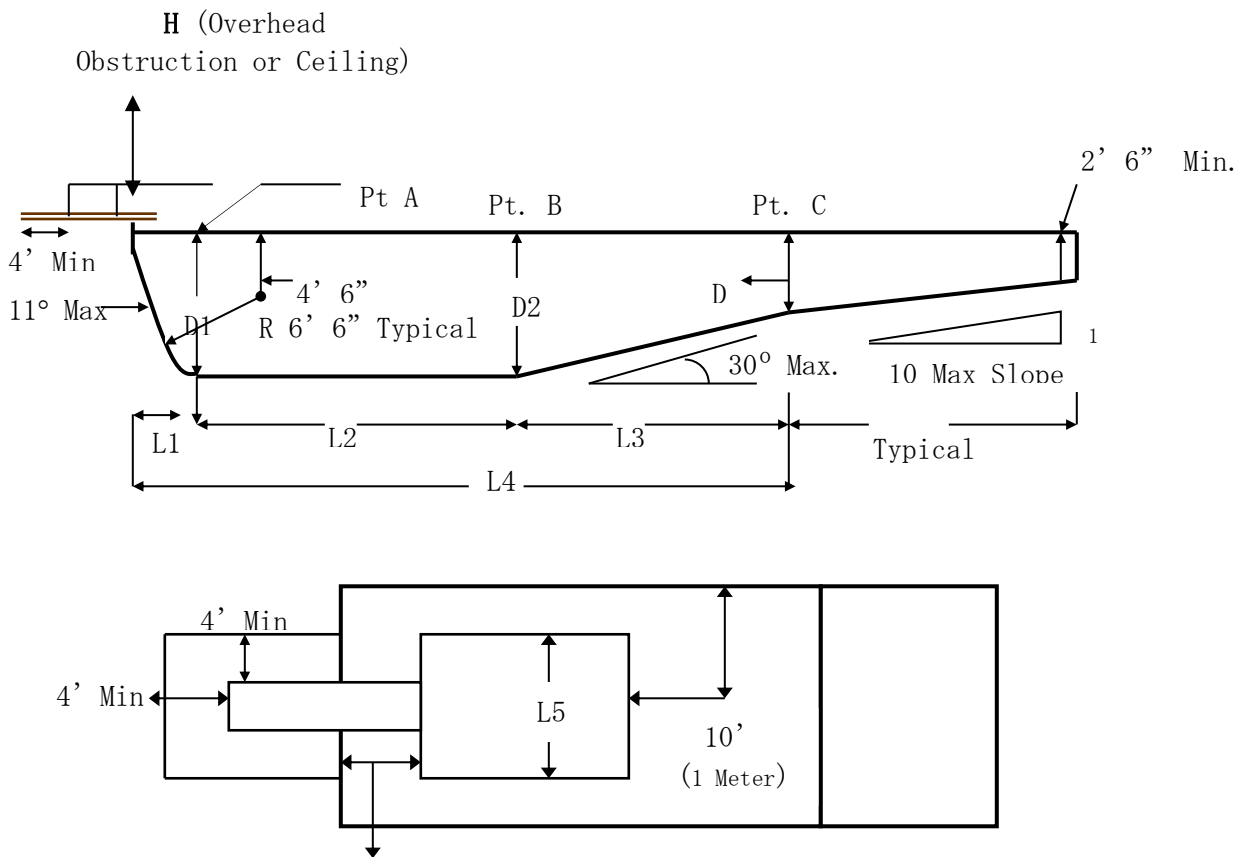 H (Overhead
Obstruction or Ceiling)
2’ 6” Min.
Pt A
Pt. B
Pt. C
4’ Min
11° Max
D1
4’ 6”
R 6’ 6” Typical
D2
D
1
30° Max.
10 Max Slope
L1
L2
L3
Typical
L4
4’ Min
4’ Min
L5
10’
(1 Meter)